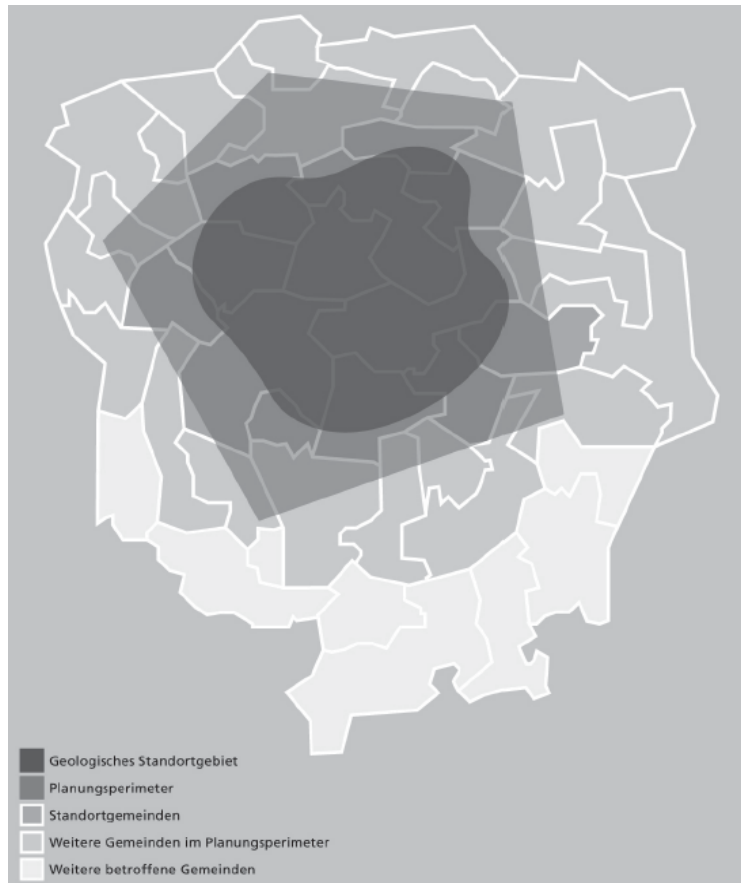 Geologisches Standortgebiet
Planungsperimeter
Standortgemeinden
Weitere Gemeinden im Planungsperimeter
Weitere betroffene Gemeinden